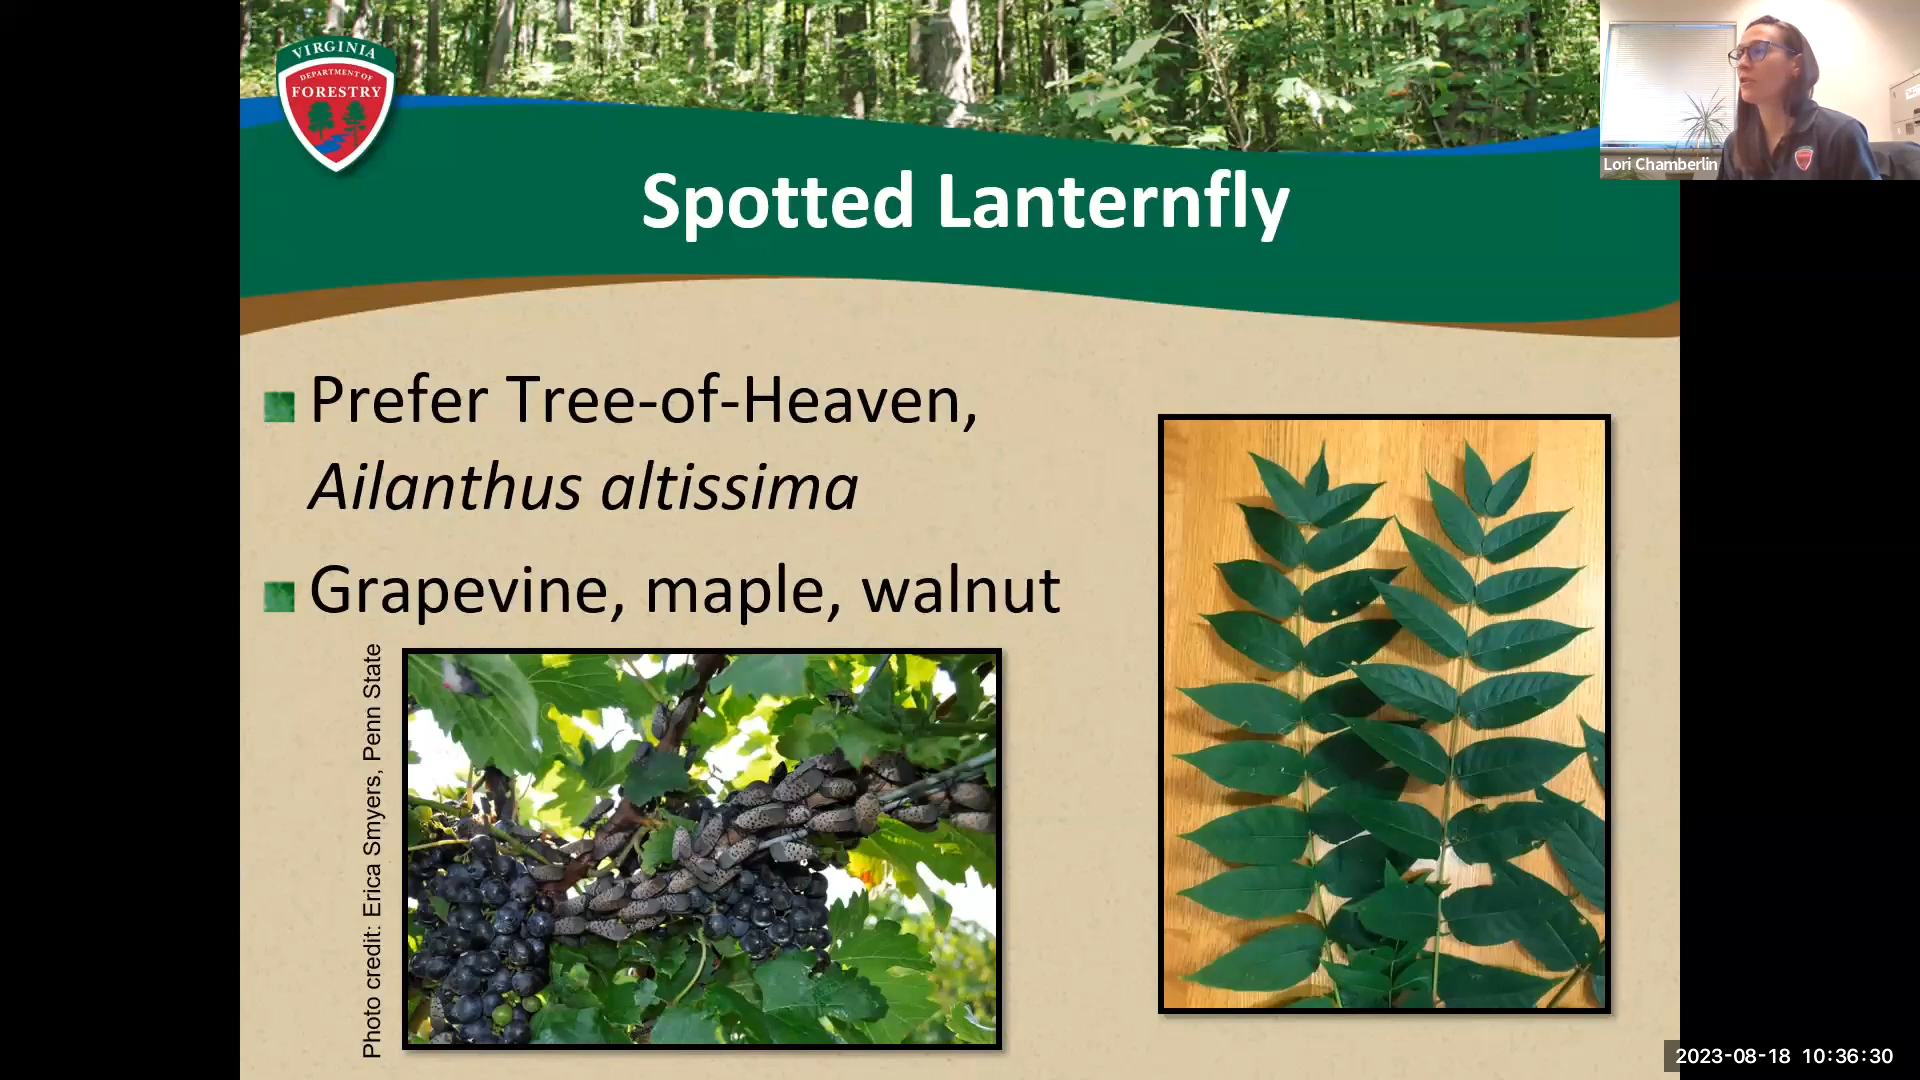 VIRGINIA
DEPARTMENT OF
FORESTRY
Lori Chamberlin
Spotted Lanternfly
Prefer Tree-of-Heaven,
Ailanthus altissima
Grapevine, maple, walnut
Photo credit: Erica Smyers, Penn State
2023-08-18 10:36:30